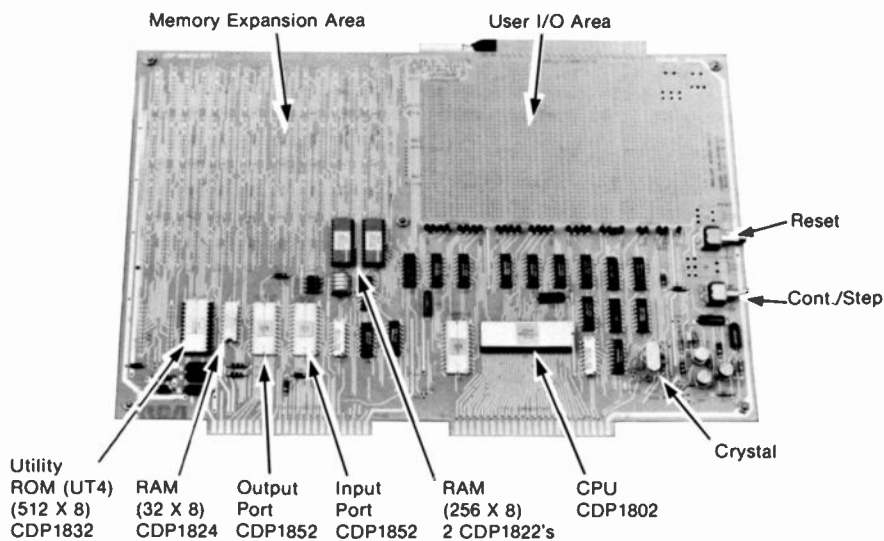 Memory Expansion Area
User I/O Area
Reset
Cont./Step
Crystal
Utility
ROM (UT4)
(512 X 8)
CDP1832
RAM
(32 X 8)
CDP1824
Output
Port
CDP1852
Input
Port
CDP1852
RAM
(256 X 8)
2 CDP1822's
CPU
CDP1802
RCA